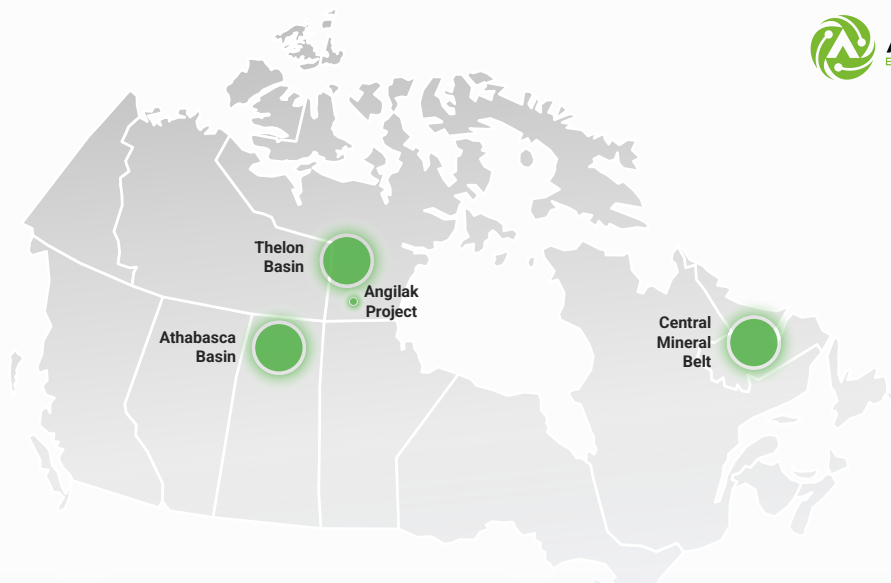 Thelon
Basin
Angilak
Project
Athabasca
Basin
Central
Mineral
Belt